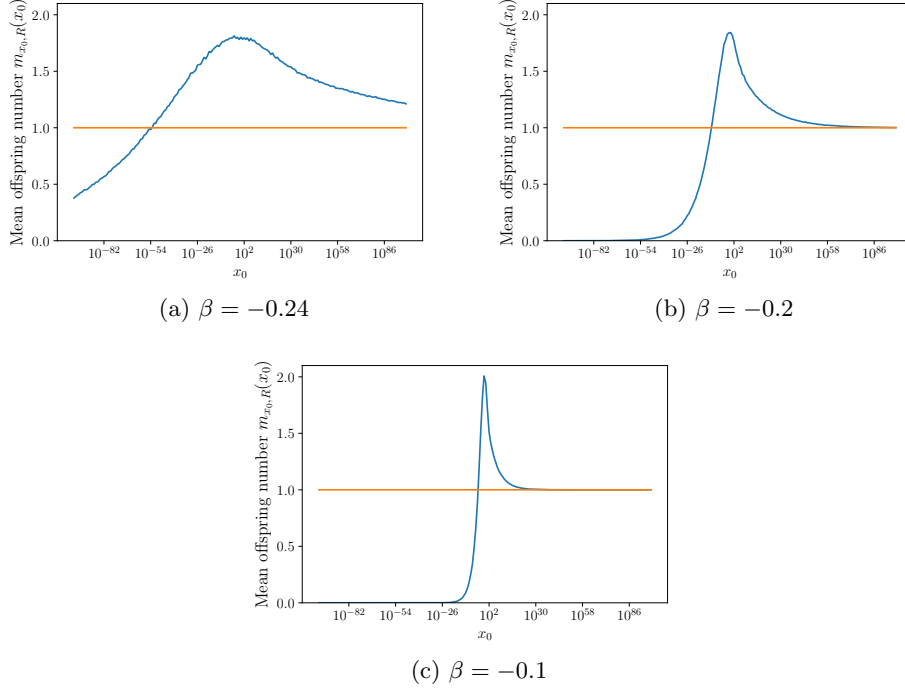 2.0
1.5
1.0
0.5
0.0
Mean offspring number $m_{x_0,R}(x_0)$
$10^{-82}$ $10^{-54}$ $10^{-26}$ $10^{2}$ $10^{30}$ $10^{58}$ $10^{86}$
$x_0$
(a) $\beta = -0.24$
2.0
1.5
1.0
0.5
0.0
Mean offspring number $m_{x_0,R}(x_0)$
$10^{-82}$ $10^{-54}$ $10^{-26}$ $10^{2}$ $10^{30}$ $10^{58}$ $10^{86}$
$x_0$
(b) $\beta = -0.2$
2.0
1.5
1.0
0.5
0.0
Mean offspring number $m_{x_0,R}(x_0)$
$10^{-82}$ $10^{-54}$ $10^{-26}$ $10^{2}$ $10^{30}$ $10^{58}$ $10^{86}$
$x_0$
(c) $\beta = -0.1$